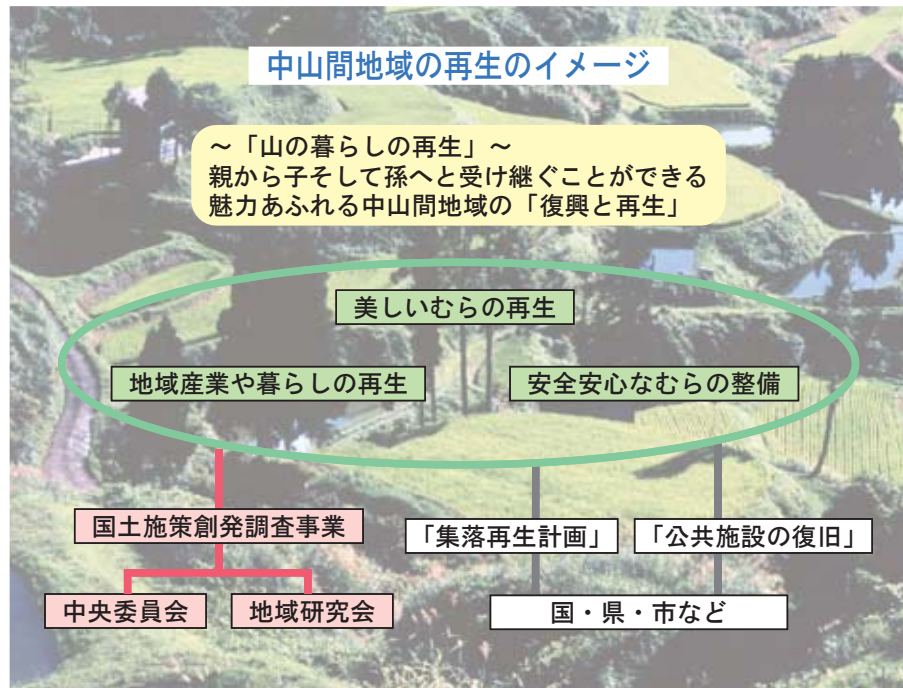 中山間地域の再生のイメージ
～「山の暮らしの再生」～
親から子そして孫へと受け継ぐことができる
魅力あふれる中山間地域の「復興と再生」
美しいむらの再生
地域産業や暮らしの再生
安全安心なむらの整備
国土施策創発調査事業
「集落再生計画」
「公共施設の復旧」
中央委員会
地域研究会
国・県・市など